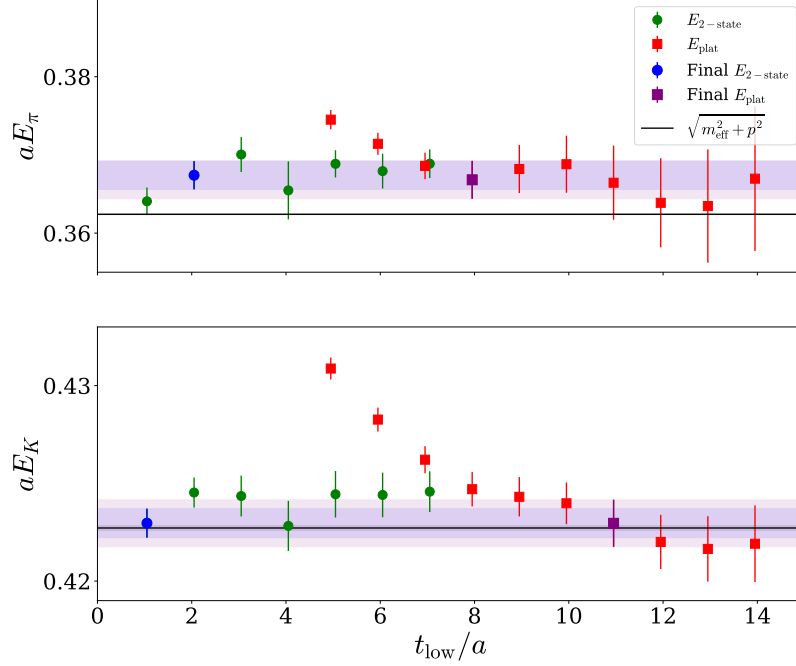 E_{2-state}
E_{plat}
Final E_{2-state}
Final E_{plat}
\sqrt{m_{eff}^2 + p^2}
aE_π
0.38
0.36
aE_K
0.43
0.42
0 2 4 6 8 10 12 14
t_{low}/a